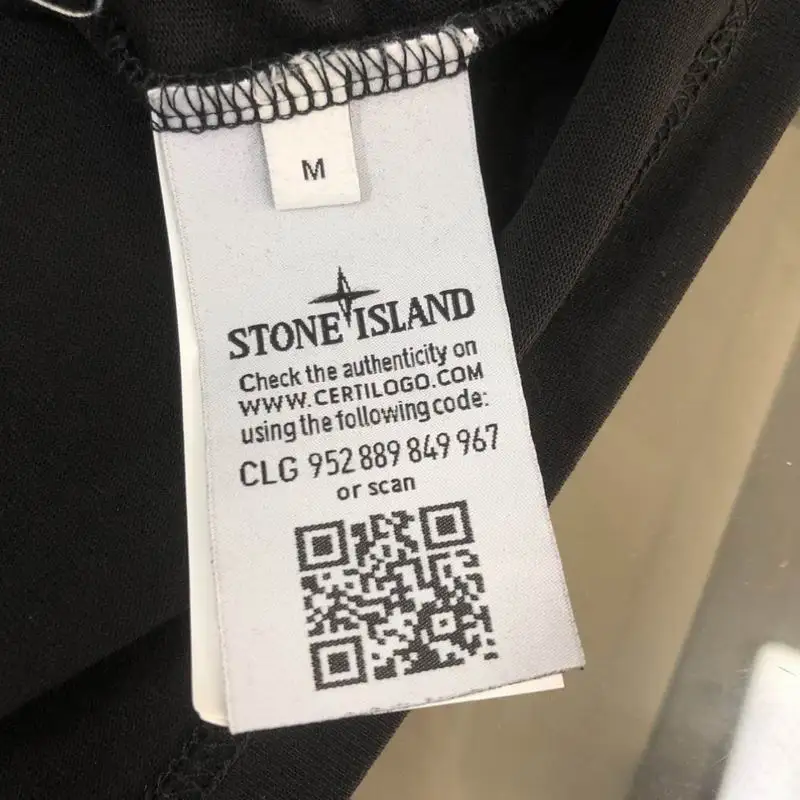 M
STONE ISLAND
Check the authenticity on
WWW.CERTILOGO.COM
using the following code:
CLG 952 889 849 967
or scan